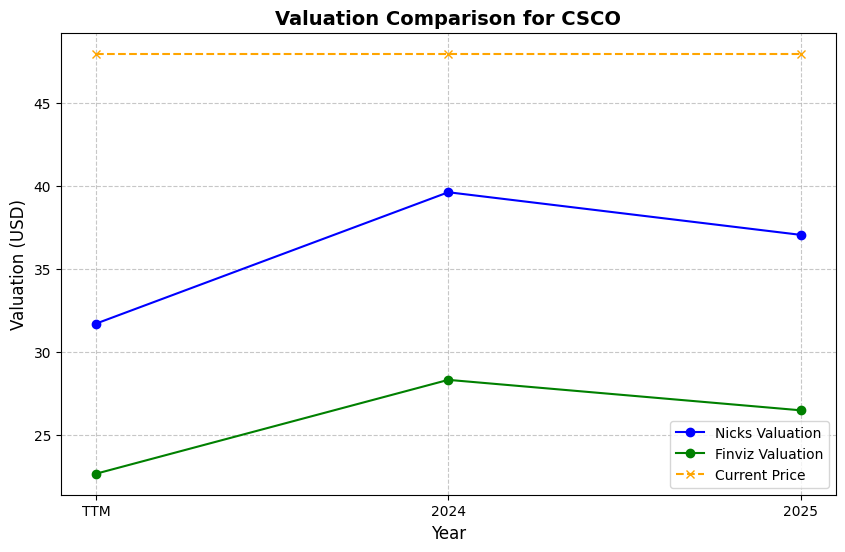 Valuation Comparison for CSCO
Valuation (USD)
45
40
35
30
25
TTM
2024
2025
Year
Nicks Valuation
Finviz Valuation
Current Price